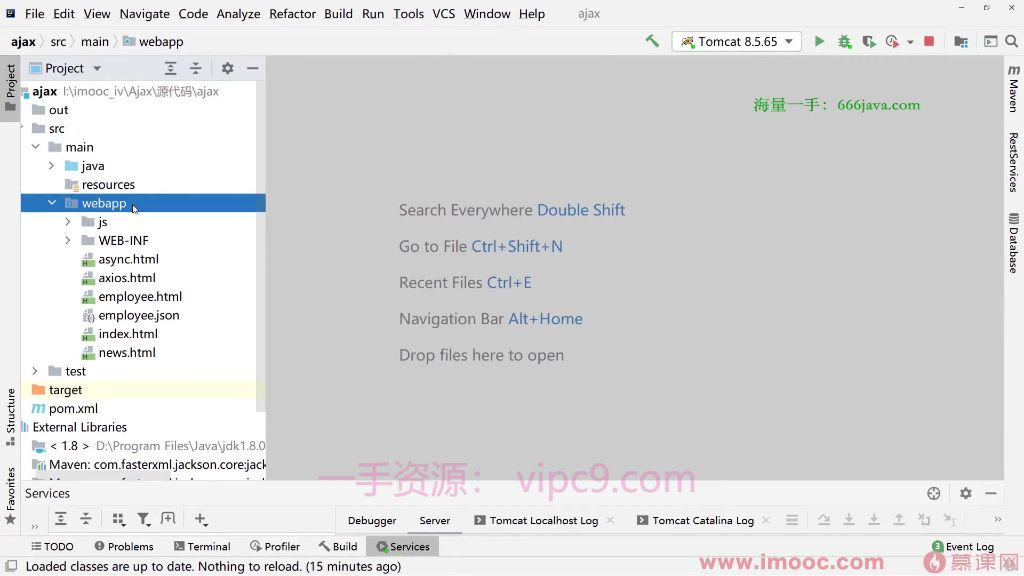 File Edit View Navigate Code Analyze Refactor Build Run Tools VCS Window Help ajax
ajax src main webapp Tomcat 8.5.65
Project
Project
ajax I:\imooc_iv\Ajax\源代码\ajax
out
src
main
java
resources
webapp
js
WEB-INF
async.html
axios.html
employee.html
employee.json
index.html
news.html
test
target
pom.xml
External Libraries
< 1.8 > D:\Program Files\Java\jdk1.8.0
Maven: com.fasterxml.jackson.core:jack
海量一手：666java.com
Search Everywhere Double Shift
Go to File Ctrl+Shift+N
Recent Files Ctrl+E
Navigation Bar Alt+Home
Drop files here to open
Maven
RestServices
Database
Structure
Favorites
一手资源： vipc9.com
Services
Debugger Server Tomcat Localhost Log Tomcat Catalina Log
TODO Problems Terminal Profiler Build Services 3 Event Log
Loaded classes are up to date. Nothing to reload. (15 minutes ago)
www.imooc.com 慕课网